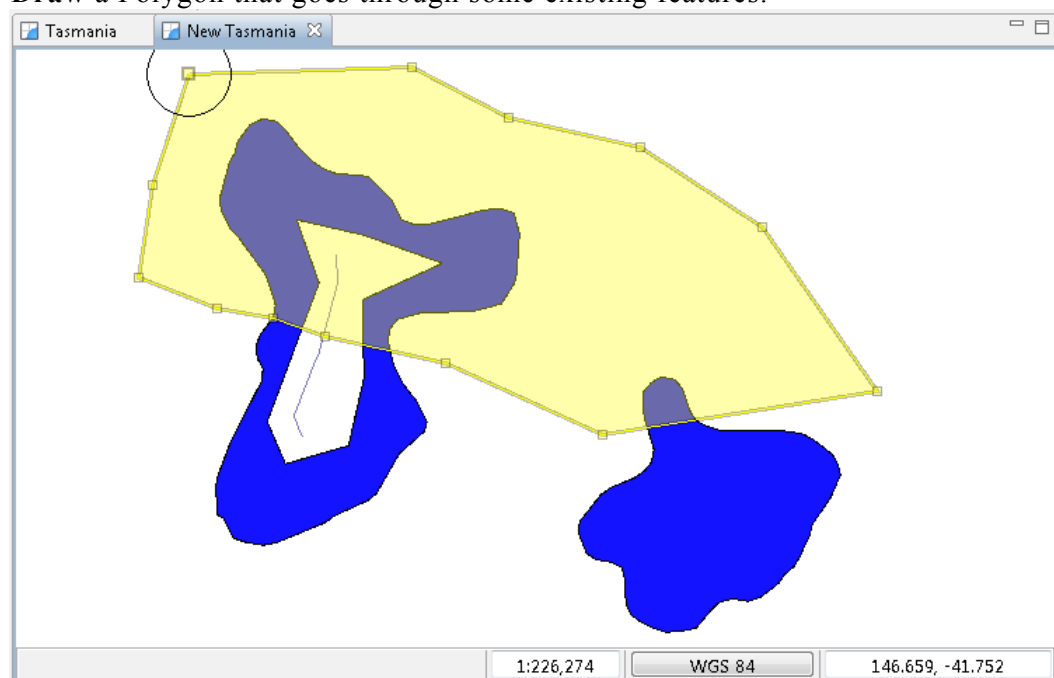 Draw a Polygon that goes through some existing features.
Tasmania New Tasmania
1:226,274 WGS 84 146.659, -41.752